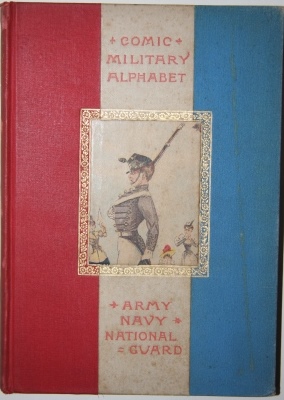 + COMIC +
MILITARY
ALPHABET
+ ARMY
NAVY +
NATIONAL
= GUARD